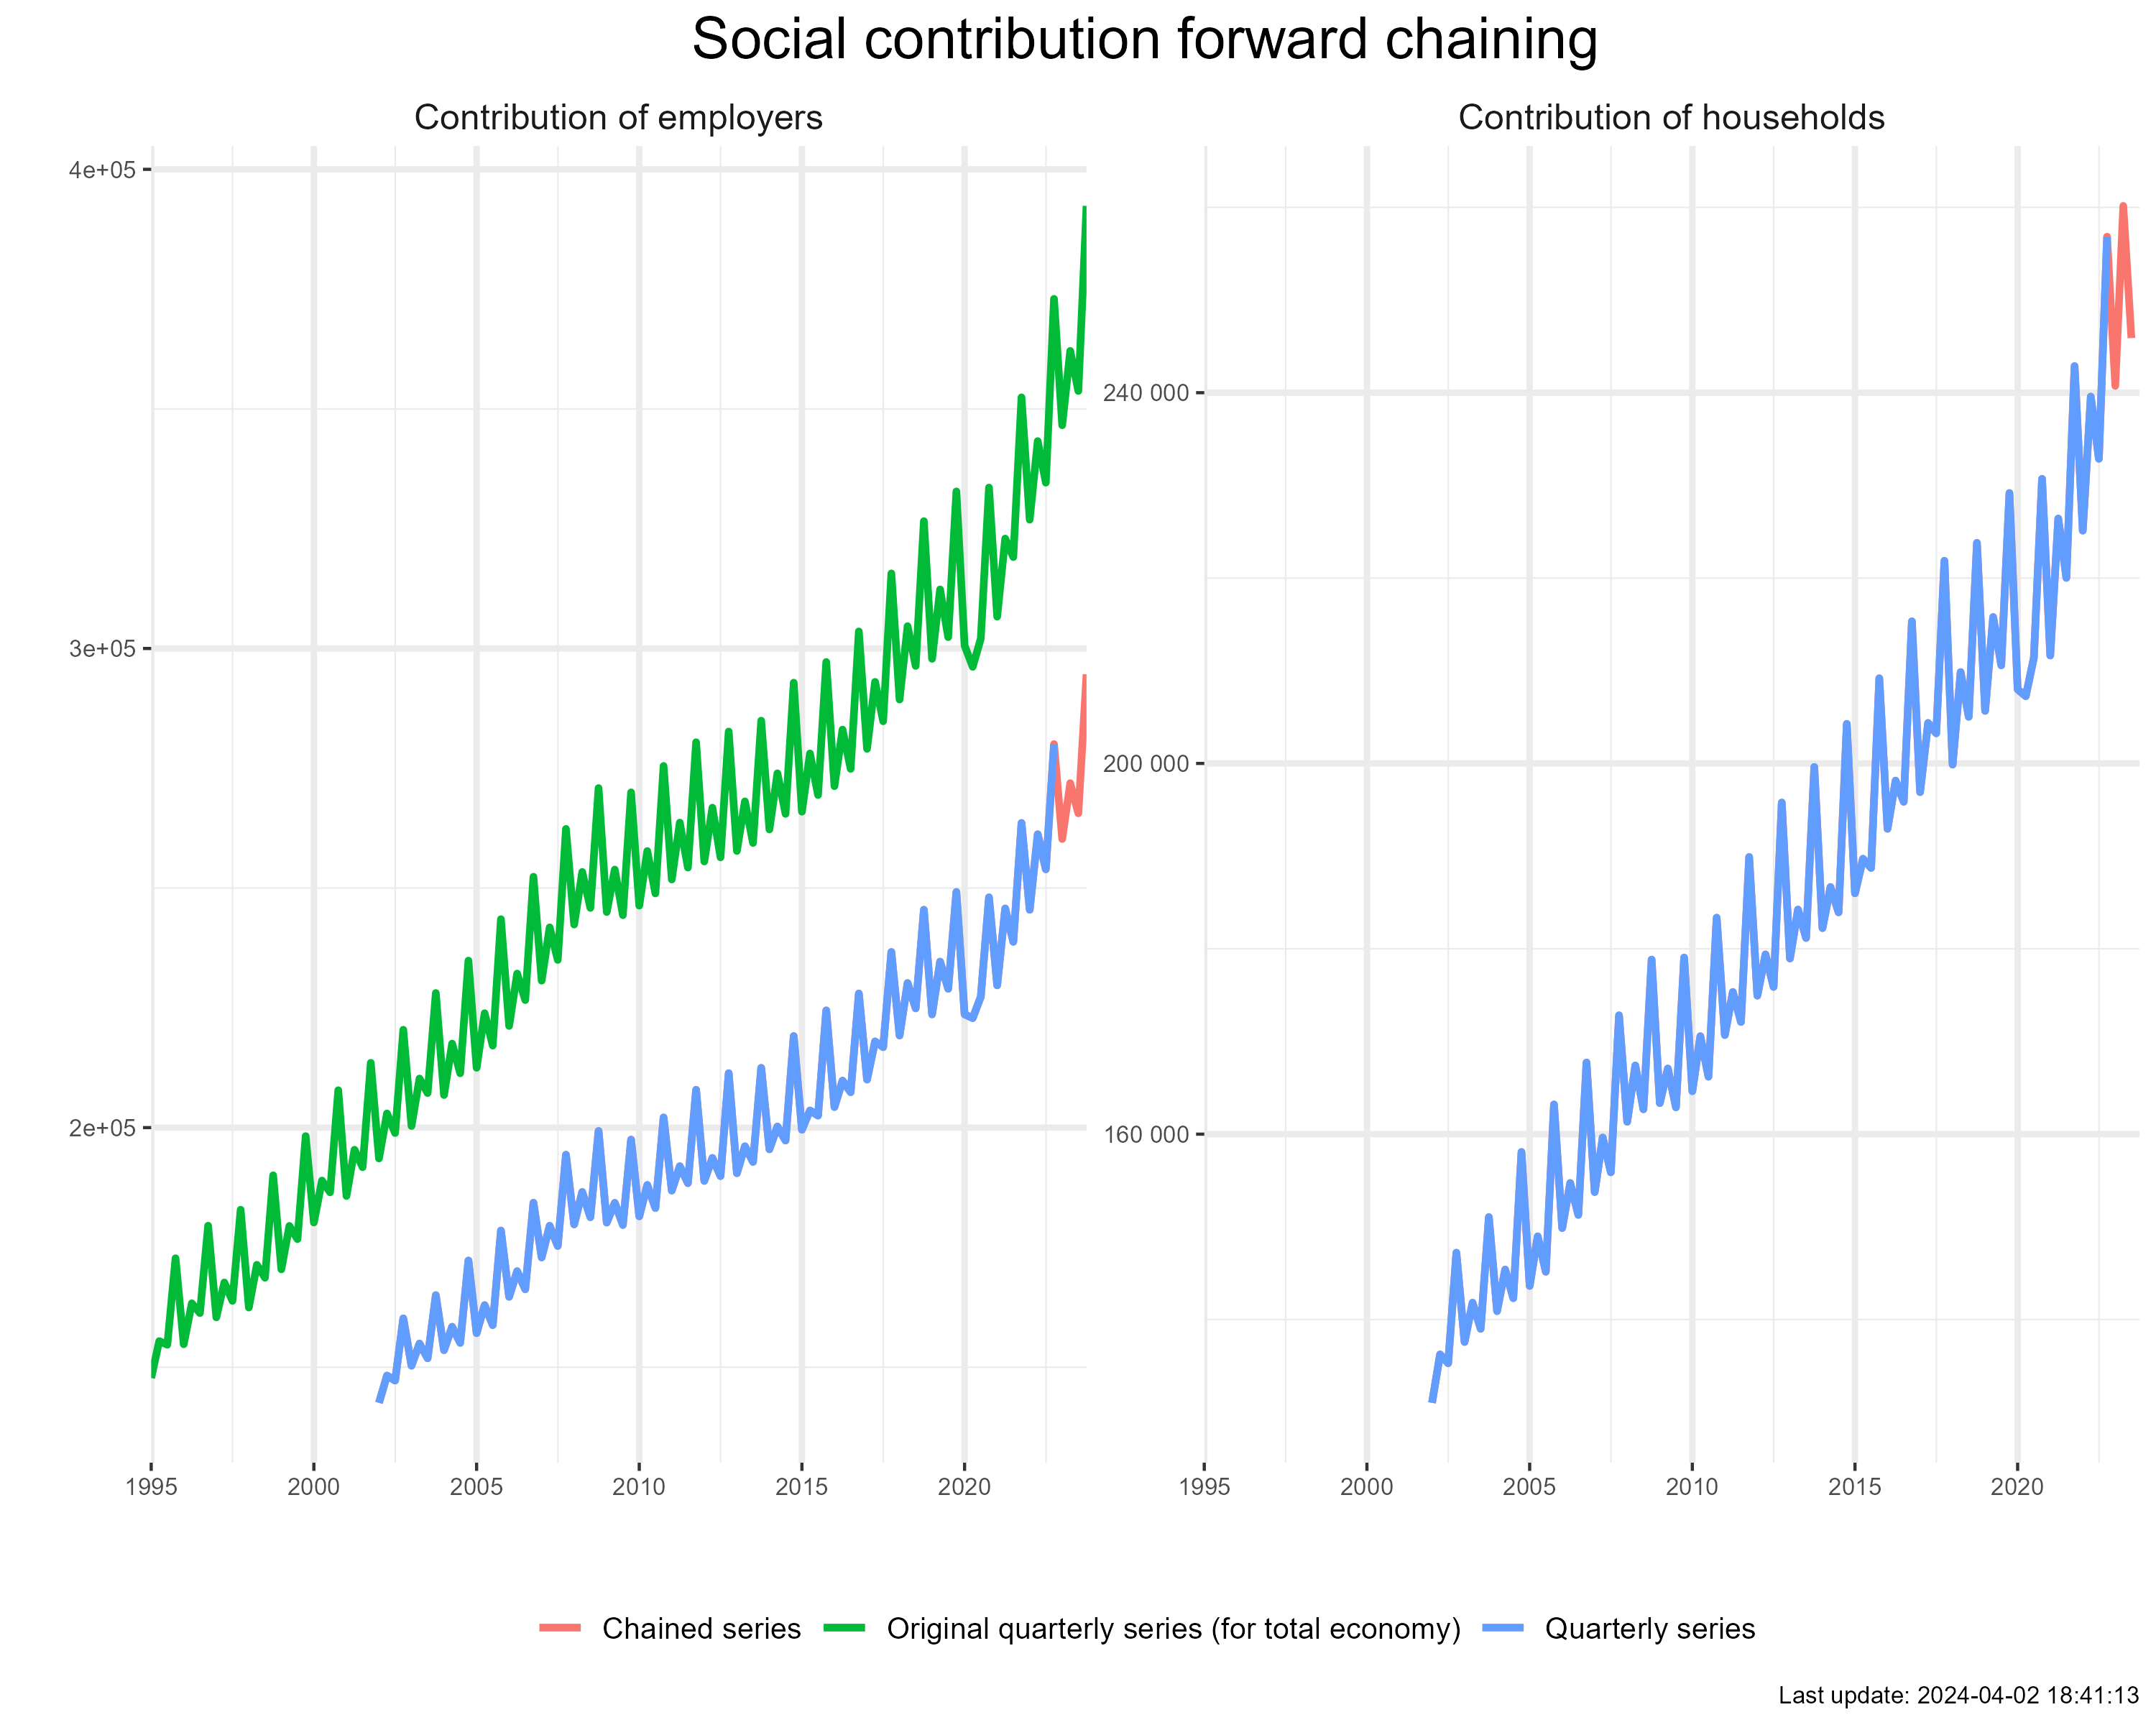 Social contribution forward chaining
Contribution of employers
Contribution of households
4e+05
3e+05
2e+05
240 000
200 000
160 000
1995 2000 2005 2010 2015 2020
1995 2000 2005 2010 2015 2020
Chained series Original quarterly series (for total economy) Quarterly series
Last update: 2024-04-02 18:41:13